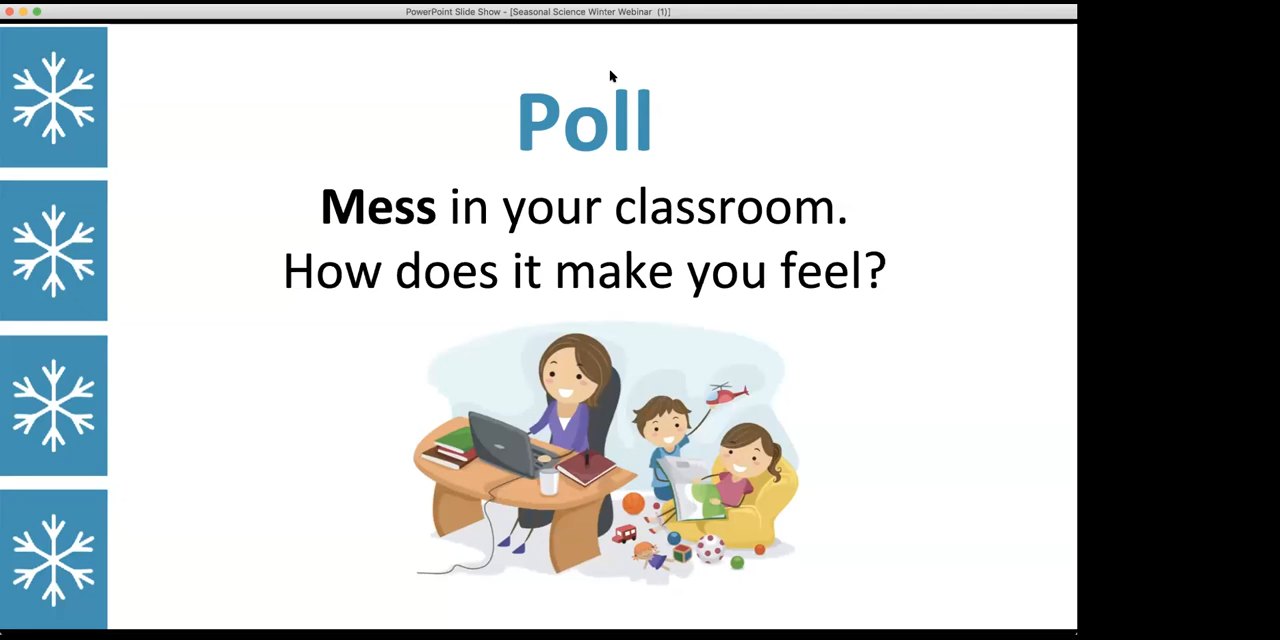 PowerPoint Slide Show - [Seasonal Science Winter Webinar (1)]
Poll
Mess in your classroom.
How does it make you feel?